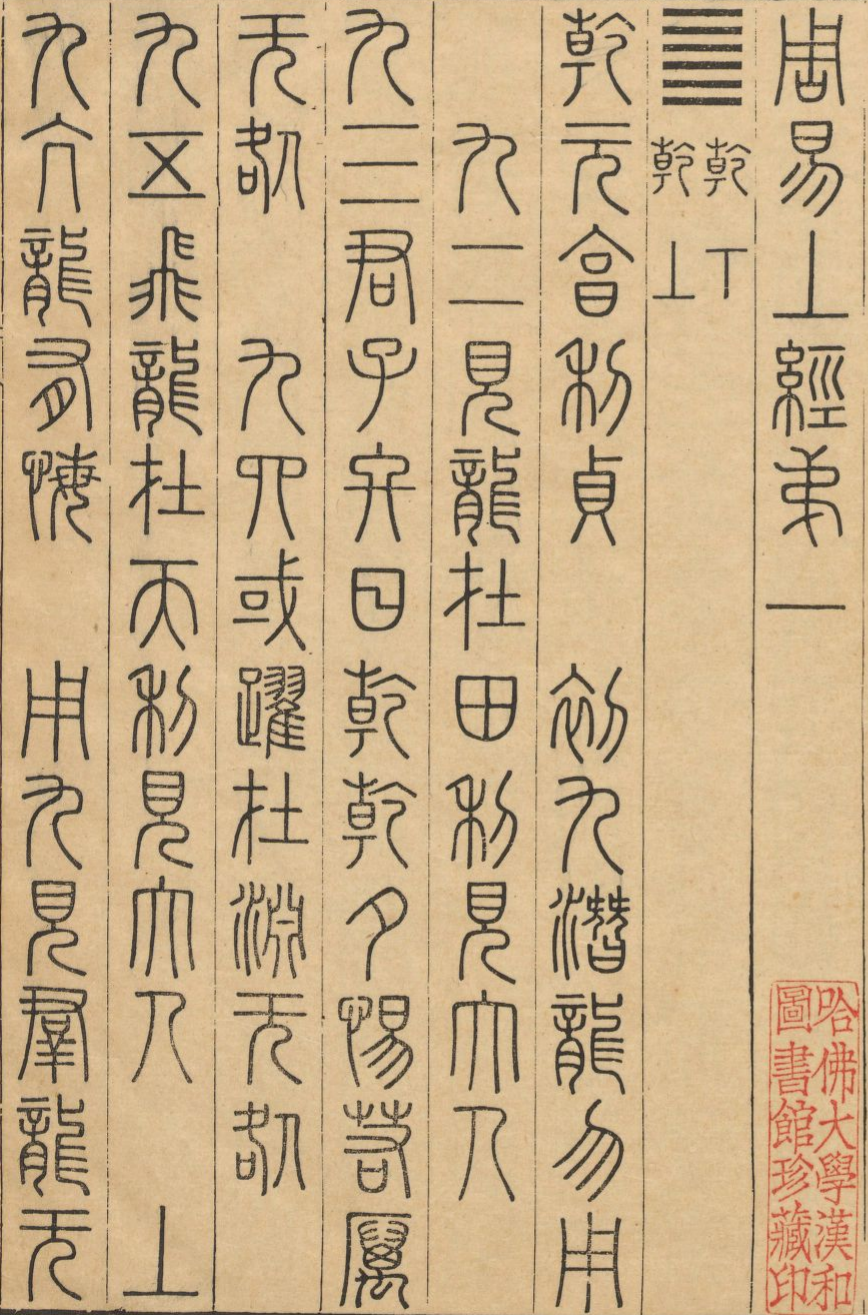 周易上經弟一
䷀乾下乾上
乾元亯利貞　初九潛龍勿用
九二見龍在田利見大人
九三君子終日乾乾夕惕若厲
无咎　九四或躍在淵无咎
九五飛龍在天利見大人　上
九亢龍有悔　用九見羣龍无
哈佛大學漢和
圖書館珍藏印